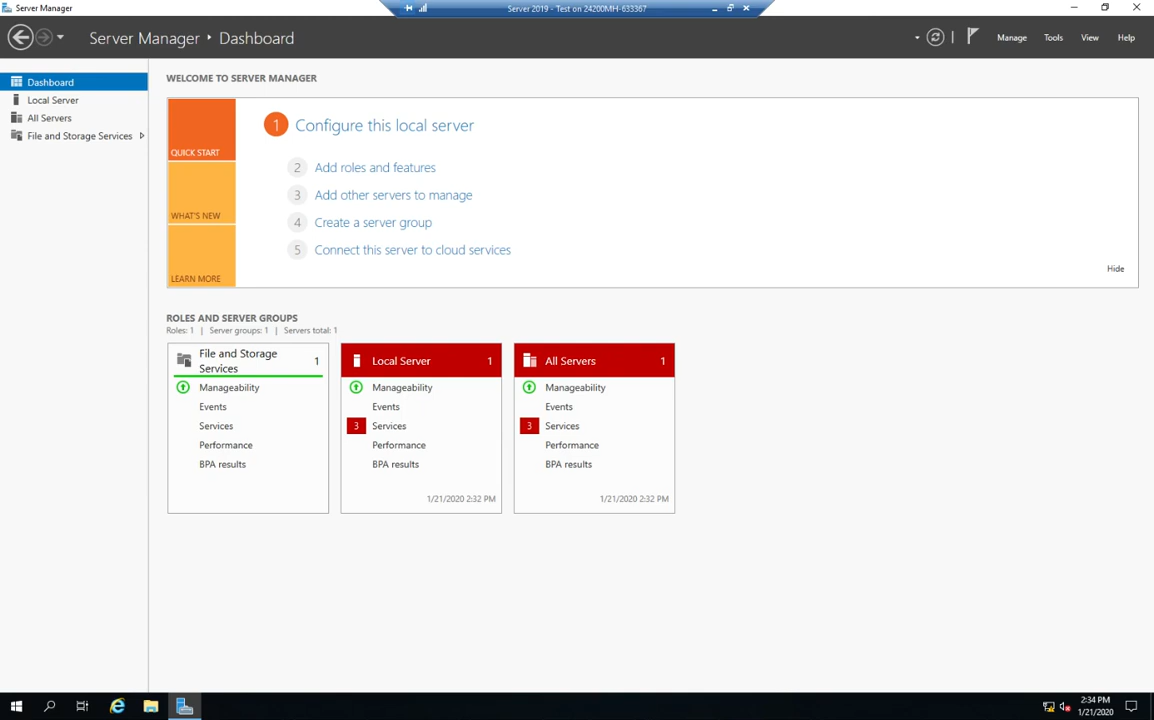 Server Manager
Server 2019 - Test on 24200MH-633367
Server Manager ‣ Dashboard
Manage
Tools
View
Help
Dashboard
Local Server
All Servers
File and Storage Services
WELCOME TO SERVER MANAGER
QUICK START
WHAT'S NEW
LEARN MORE
1 Configure this local server
2 Add roles and features
3 Add other servers to manage
4 Create a server group
5 Connect this server to cloud services
Hide
ROLES AND SERVER GROUPS
Roles: 1 | Server groups: 1 | Servers total: 1
File and Storage
Services
1
Manageability
Events
Services
Performance
BPA results
Local Server 1
Manageability
Events
3 Services
Performance
BPA results
1/21/2020 2:32 PM
All Servers 1
Manageability
Events
3 Services
Performance
BPA results
1/21/2020 2:32 PM
2:34 PM
1/21/2020